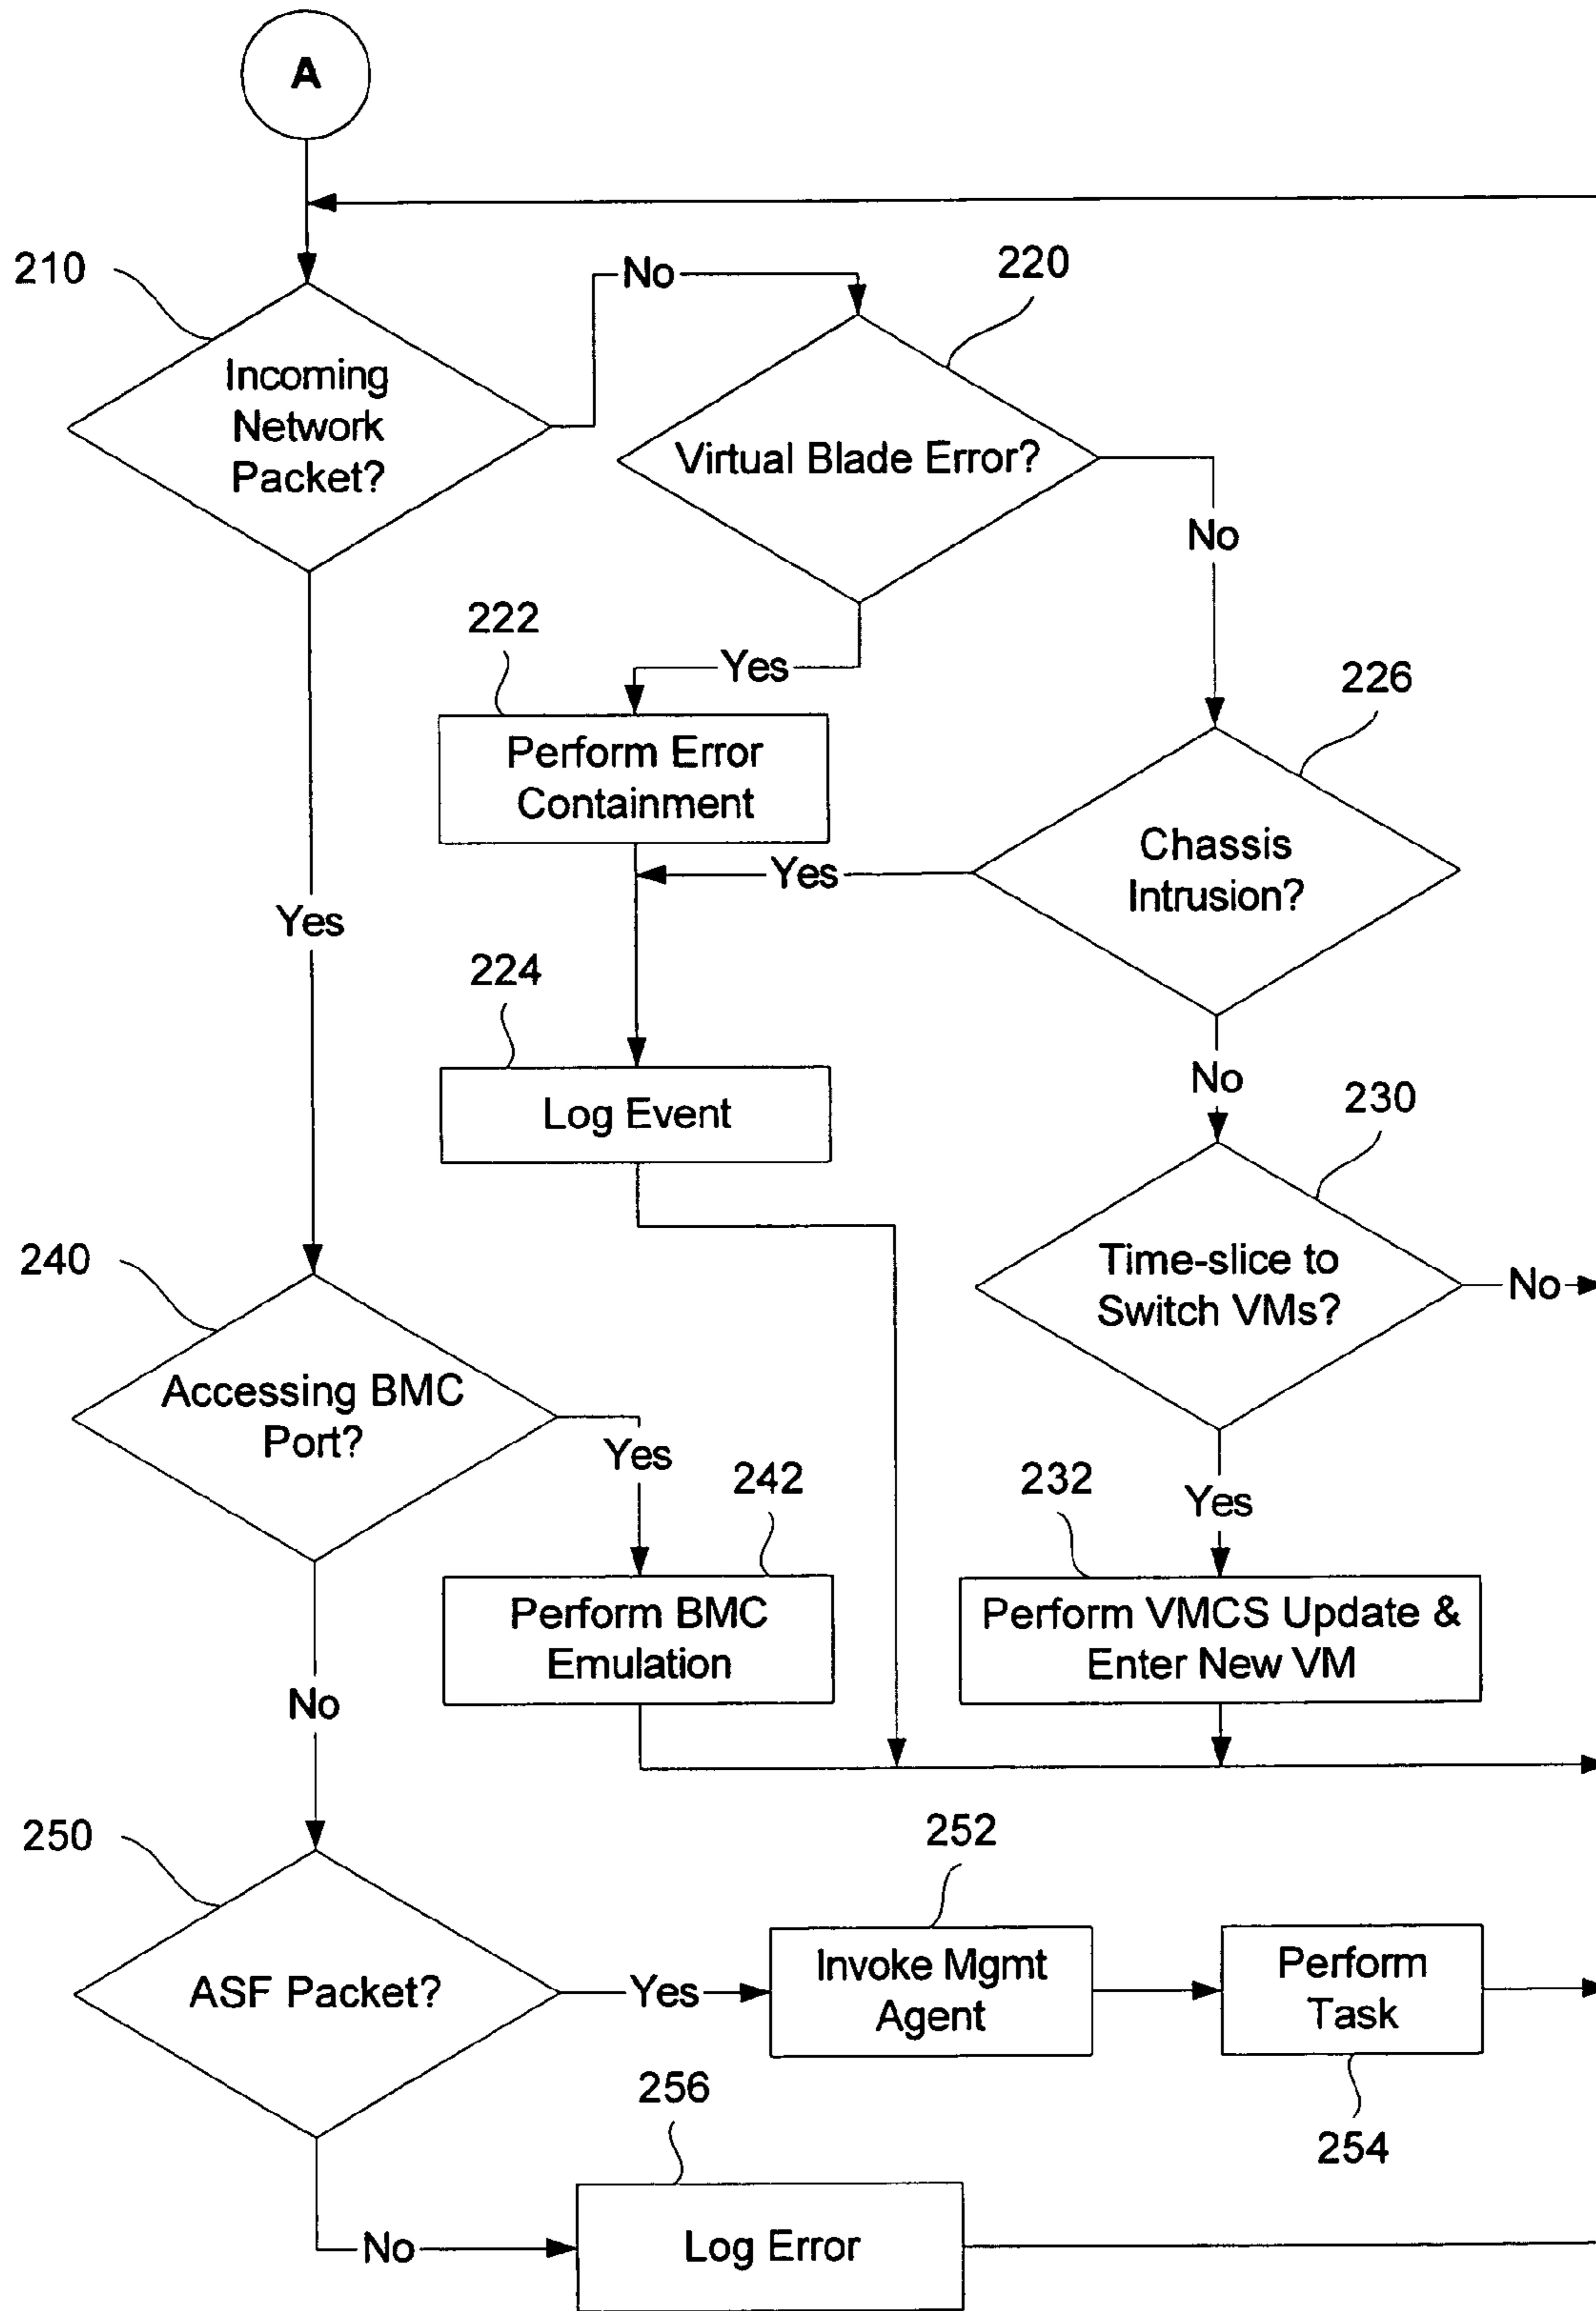 A
210
No
220
Incoming
Network
Packet?
Virtual Blade Error?
No
222
Yes
226
Perform Error
Containment
Chassis
Intrusion?
Yes
Yes
224
No
230
Log Event
240
Time-slice to
Switch VMs?
No
Accessing BMC
Port?
Yes
242
232
Yes
Perform BMC
Emulation
Perform VMCS Update &
Enter New VM
No
250
252
ASF Packet?
Yes
Invoke Mgmt
Agent
Perform
Task
256
254
No
Log Error